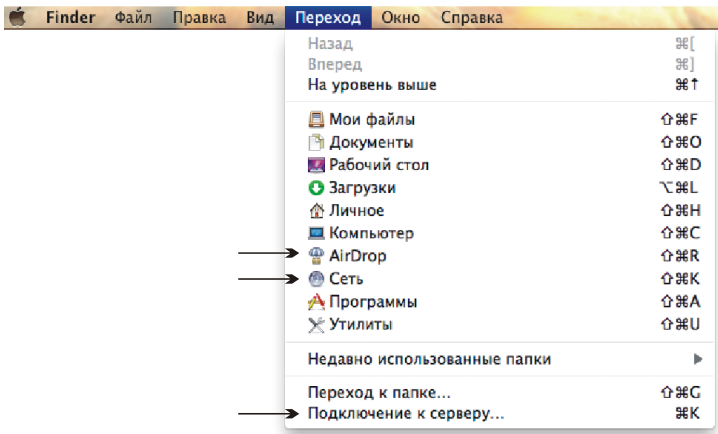 Finder Файл Правка Вид Переход Окно Справка
Назад ⌘[
Вперед ⌘]
На уровень выше ⌘↑
Мои файлы ⇧⌘F
Документы ⇧⌘O
Рабочий стол ⇧⌘D
Загрузки ⌥⌘L
Личное ⇧⌘H
Компьютер ⇧⌘C
AirDrop ⇧⌘R
Сеть ⇧⌘K
Программы ⇧⌘A
Утилиты ⇧⌘U
Недавно использованные папки
Переход к папке... ⇧⌘G
Подключение к серверу... ⌘K